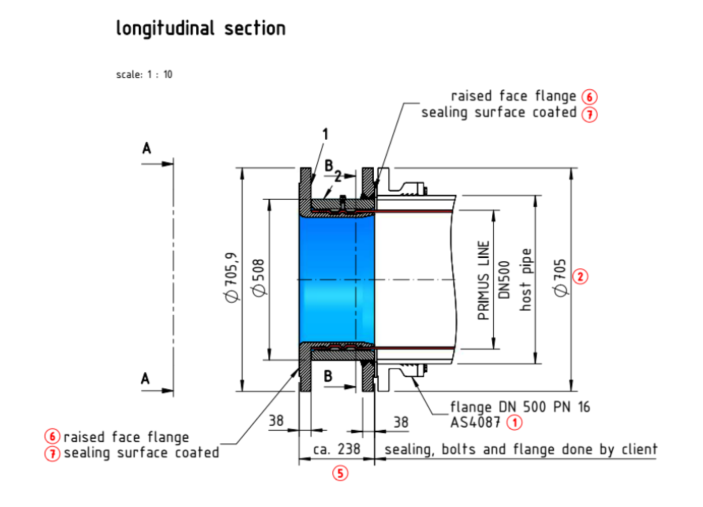 longitudinal section
scale: 1 : 10
raised face flange 6
sealing surface coated 7
A
1
B
2
⌀705,9
⌀508
PRIMUS LINE
DN500
host pipe
⌀705
2
A
B
38
38
flange DN 500 PN 16
AS4087 1
6 raised face flange
7 sealing surface coated
ca. 238
sealing, bolts and flange done by client
5